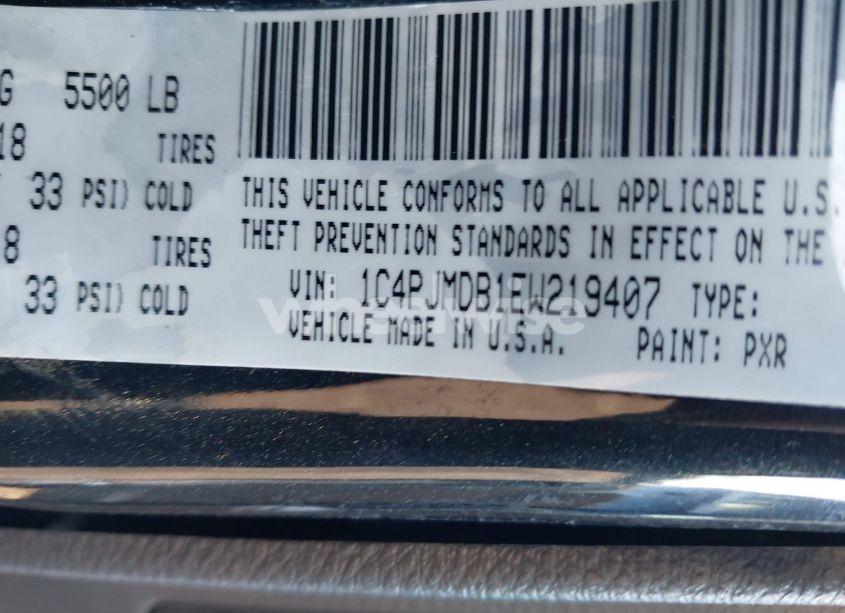 G 5500 LB
18 TIRES
33 PSI) COLD
8 TIRES
33 PSI) COLD
THIS VEHICLE CONFORMS TO ALL APPLICABLE U.S.
THEFT PREVENTION STANDARDS IN EFFECT ON THE
VIN: 1C4PJMDB1EW219407 TYPE:
VEHICLE MADE IN U.S.A. PAINT: PXR
wheelwise